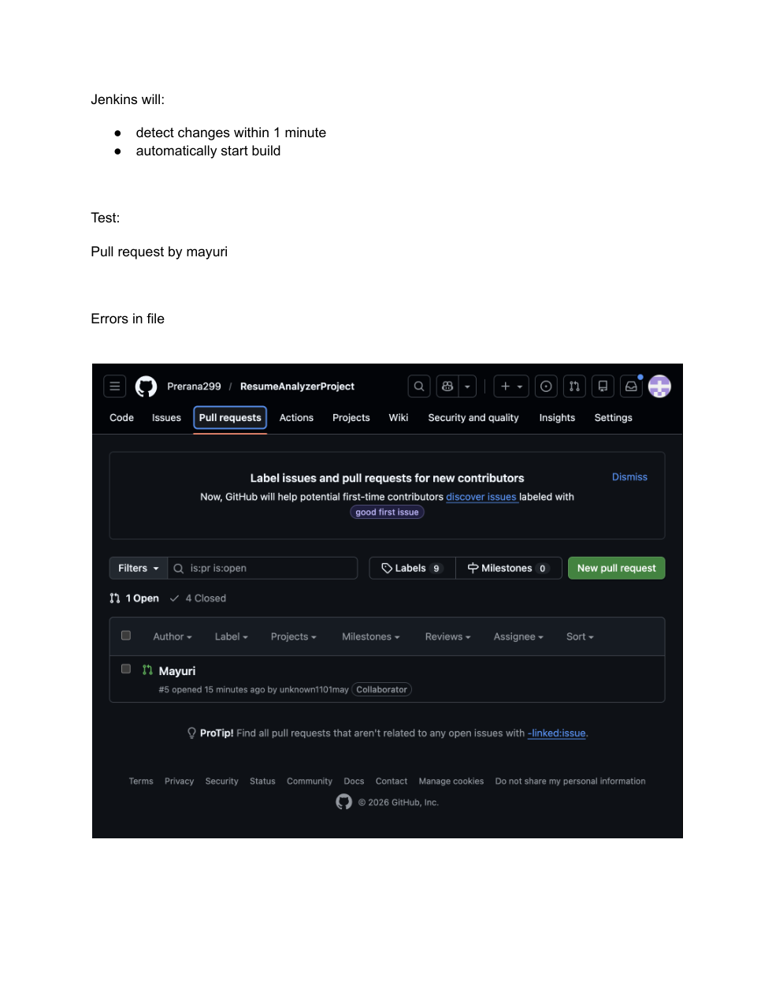 Jenkins will:
● detect changes within 1 minute
● automatically start build
Test:
Pull request by mayuri
Errors in file
Prerana299 / ResumeAnalyzerProject
Code Issues Pull requests Actions Projects Wiki Security and quality Insights Settings
Label issues and pull requests for new contributors
Dismiss
Now, GitHub will help potential first-time contributors discover issues labeled with
good first issue
Filters is:pr is:open Labels 9 Milestones 0 New pull request
1 Open 4 Closed
Author Label Projects Milestones Reviews Assignee Sort
Mayuri
#5 opened 15 minutes ago by unknown1101may Collaborator
ProTip! Find all pull requests that aren't related to any open issues with -linked:issue.
Terms Privacy Security Status Community Docs Contact Manage cookies Do not share my personal information
© 2026 GitHub, Inc.